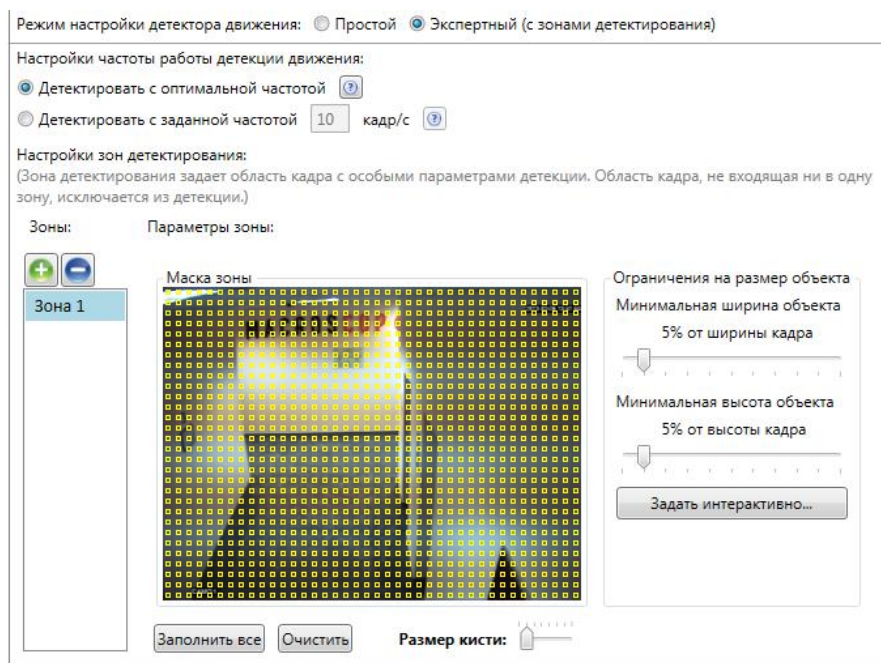 Режим настройки детектора движения: Простой Экспертный (с зонами детектирования)
Настройки частоты работы детекции движения:
Детектировать с оптимальной частотой ?
Детектировать с заданной частотой 10 кадр/с ?
Настройки зон детектирования:
(Зона детектирования задает область кадра с особыми параметрами детекции. Область кадра, не входящая ни в одну
зону, исключается из детекции.)
Зоны: Параметры зоны:
Зона 1
Маска зоны
Ограничения на размер объекта
Минимальная ширина объекта
5% от ширины кадра
Минимальная высота объекта
5% от высоты кадра
Задать интерактивно...
Заполнить все Очистить Размер кисти: